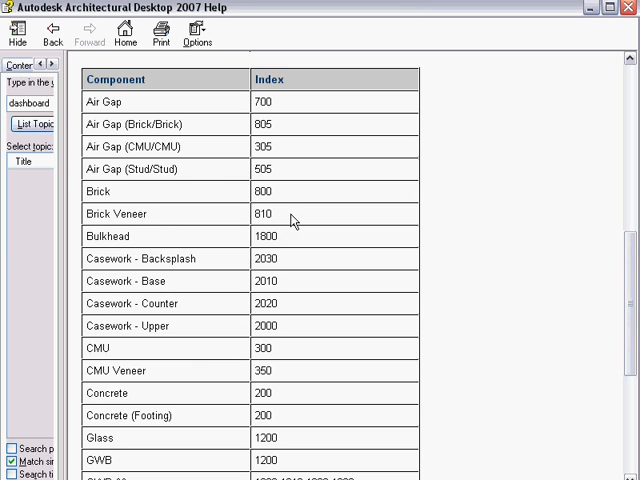 Autodesk Architectural Desktop 2007 Help
Hide Back Forward Home Print Options
Conter
Type in the
dashboard
List Topic
Select topic:
Title
Search p
Match sin
Search ti
Component Index
Air Gap 700
Air Gap (Brick/Brick) 805
Air Gap (CMU/CMU) 305
Air Gap (Stud/Stud) 505
Brick 800
Brick Veneer 810
Bulkhead 1800
Casework - Backsplash 2030
Casework - Base 2010
Casework - Counter 2020
Casework - Upper 2000
CMU 300
CMU Veneer 350
Concrete 200
Concrete (Footing) 200
Glass 1200
GWB 1200